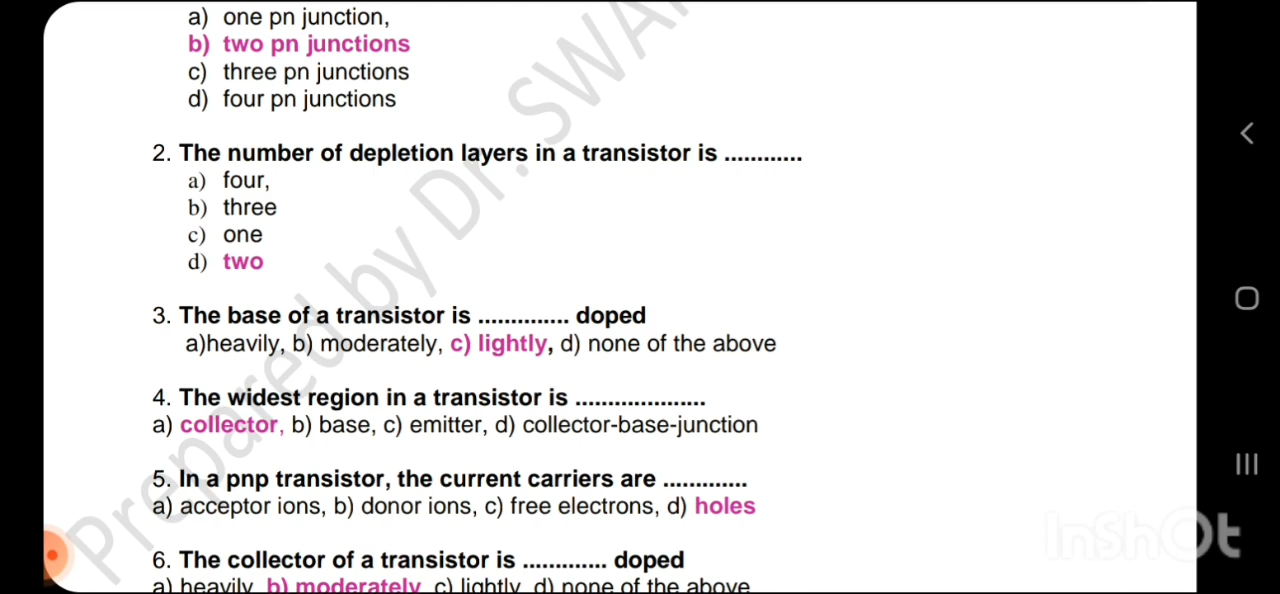 a) one pn junction,
b) two pn junctions
c) three pn junctions
d) four pn junctions
2. The number of depletion layers in a transistor is ............
a) four,
b) three
c) one
d) two
3. The base of a transistor is .............. doped
a)heavily, b) moderately, c) lightly, d) none of the above
4. The widest region in a transistor is ....................
a) collector, b) base, c) emitter, d) collector-base-junction
5. In a pnp transistor, the current carriers are .............
a) acceptor ions, b) donor ions, c) free electrons, d) holes
6. The collector of a transistor is ............. doped
a) heavily, b) moderately, c) lightly, d) none of the above
Prepared by Dr. SWA
InShOt